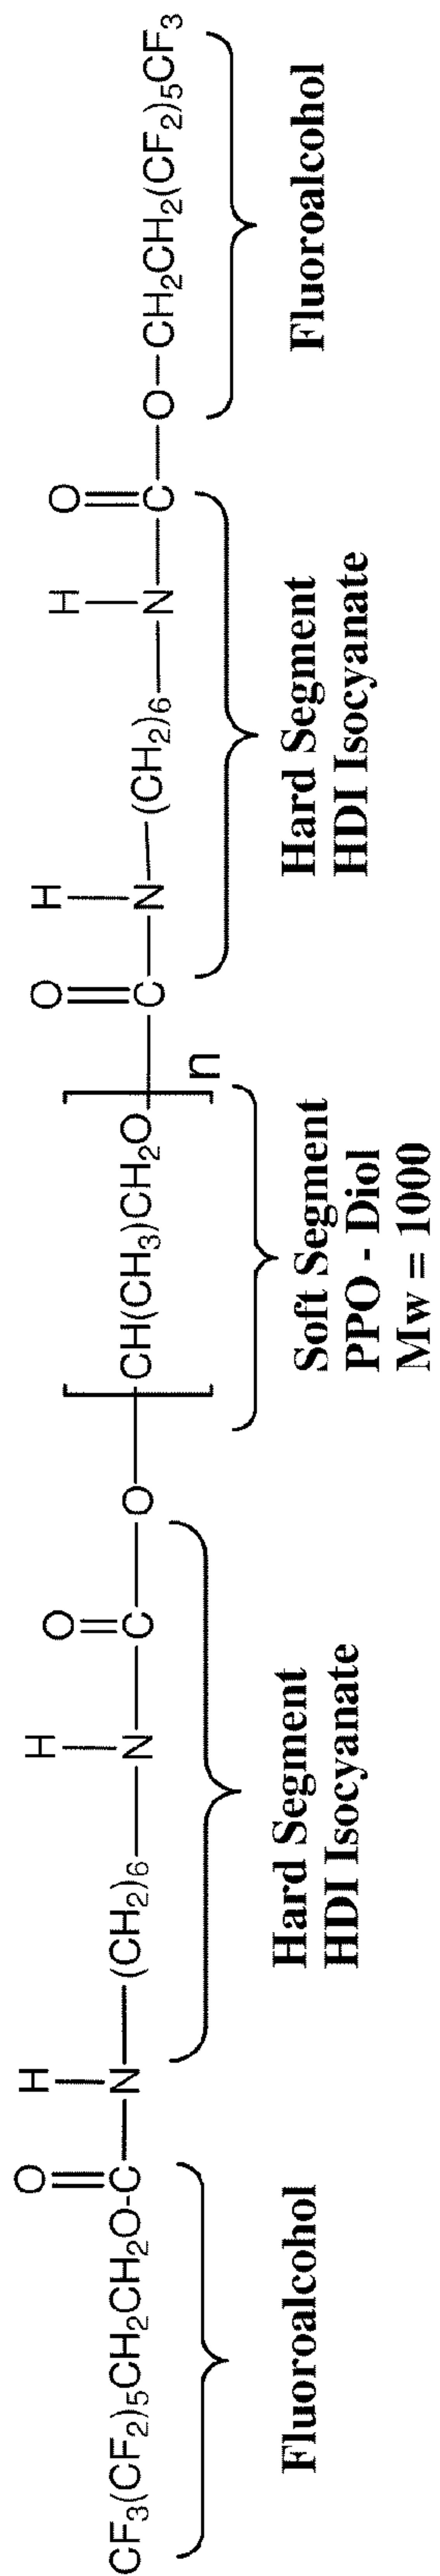 O H H O O H H O
CF3(CF2)5CH2CH2O-C N (CH2)6 N C O [ CH(CH3)CH2O ]n C N (CH2)6 N C O CH2CH2(CF2)5CF3
Fluoroalcohol
Hard Segment
HDI Isocyanate
Soft Segment
PPO - Diol
Mw = 1000
Hard Segment
HDI Isocyanate
Fluoroalcohol